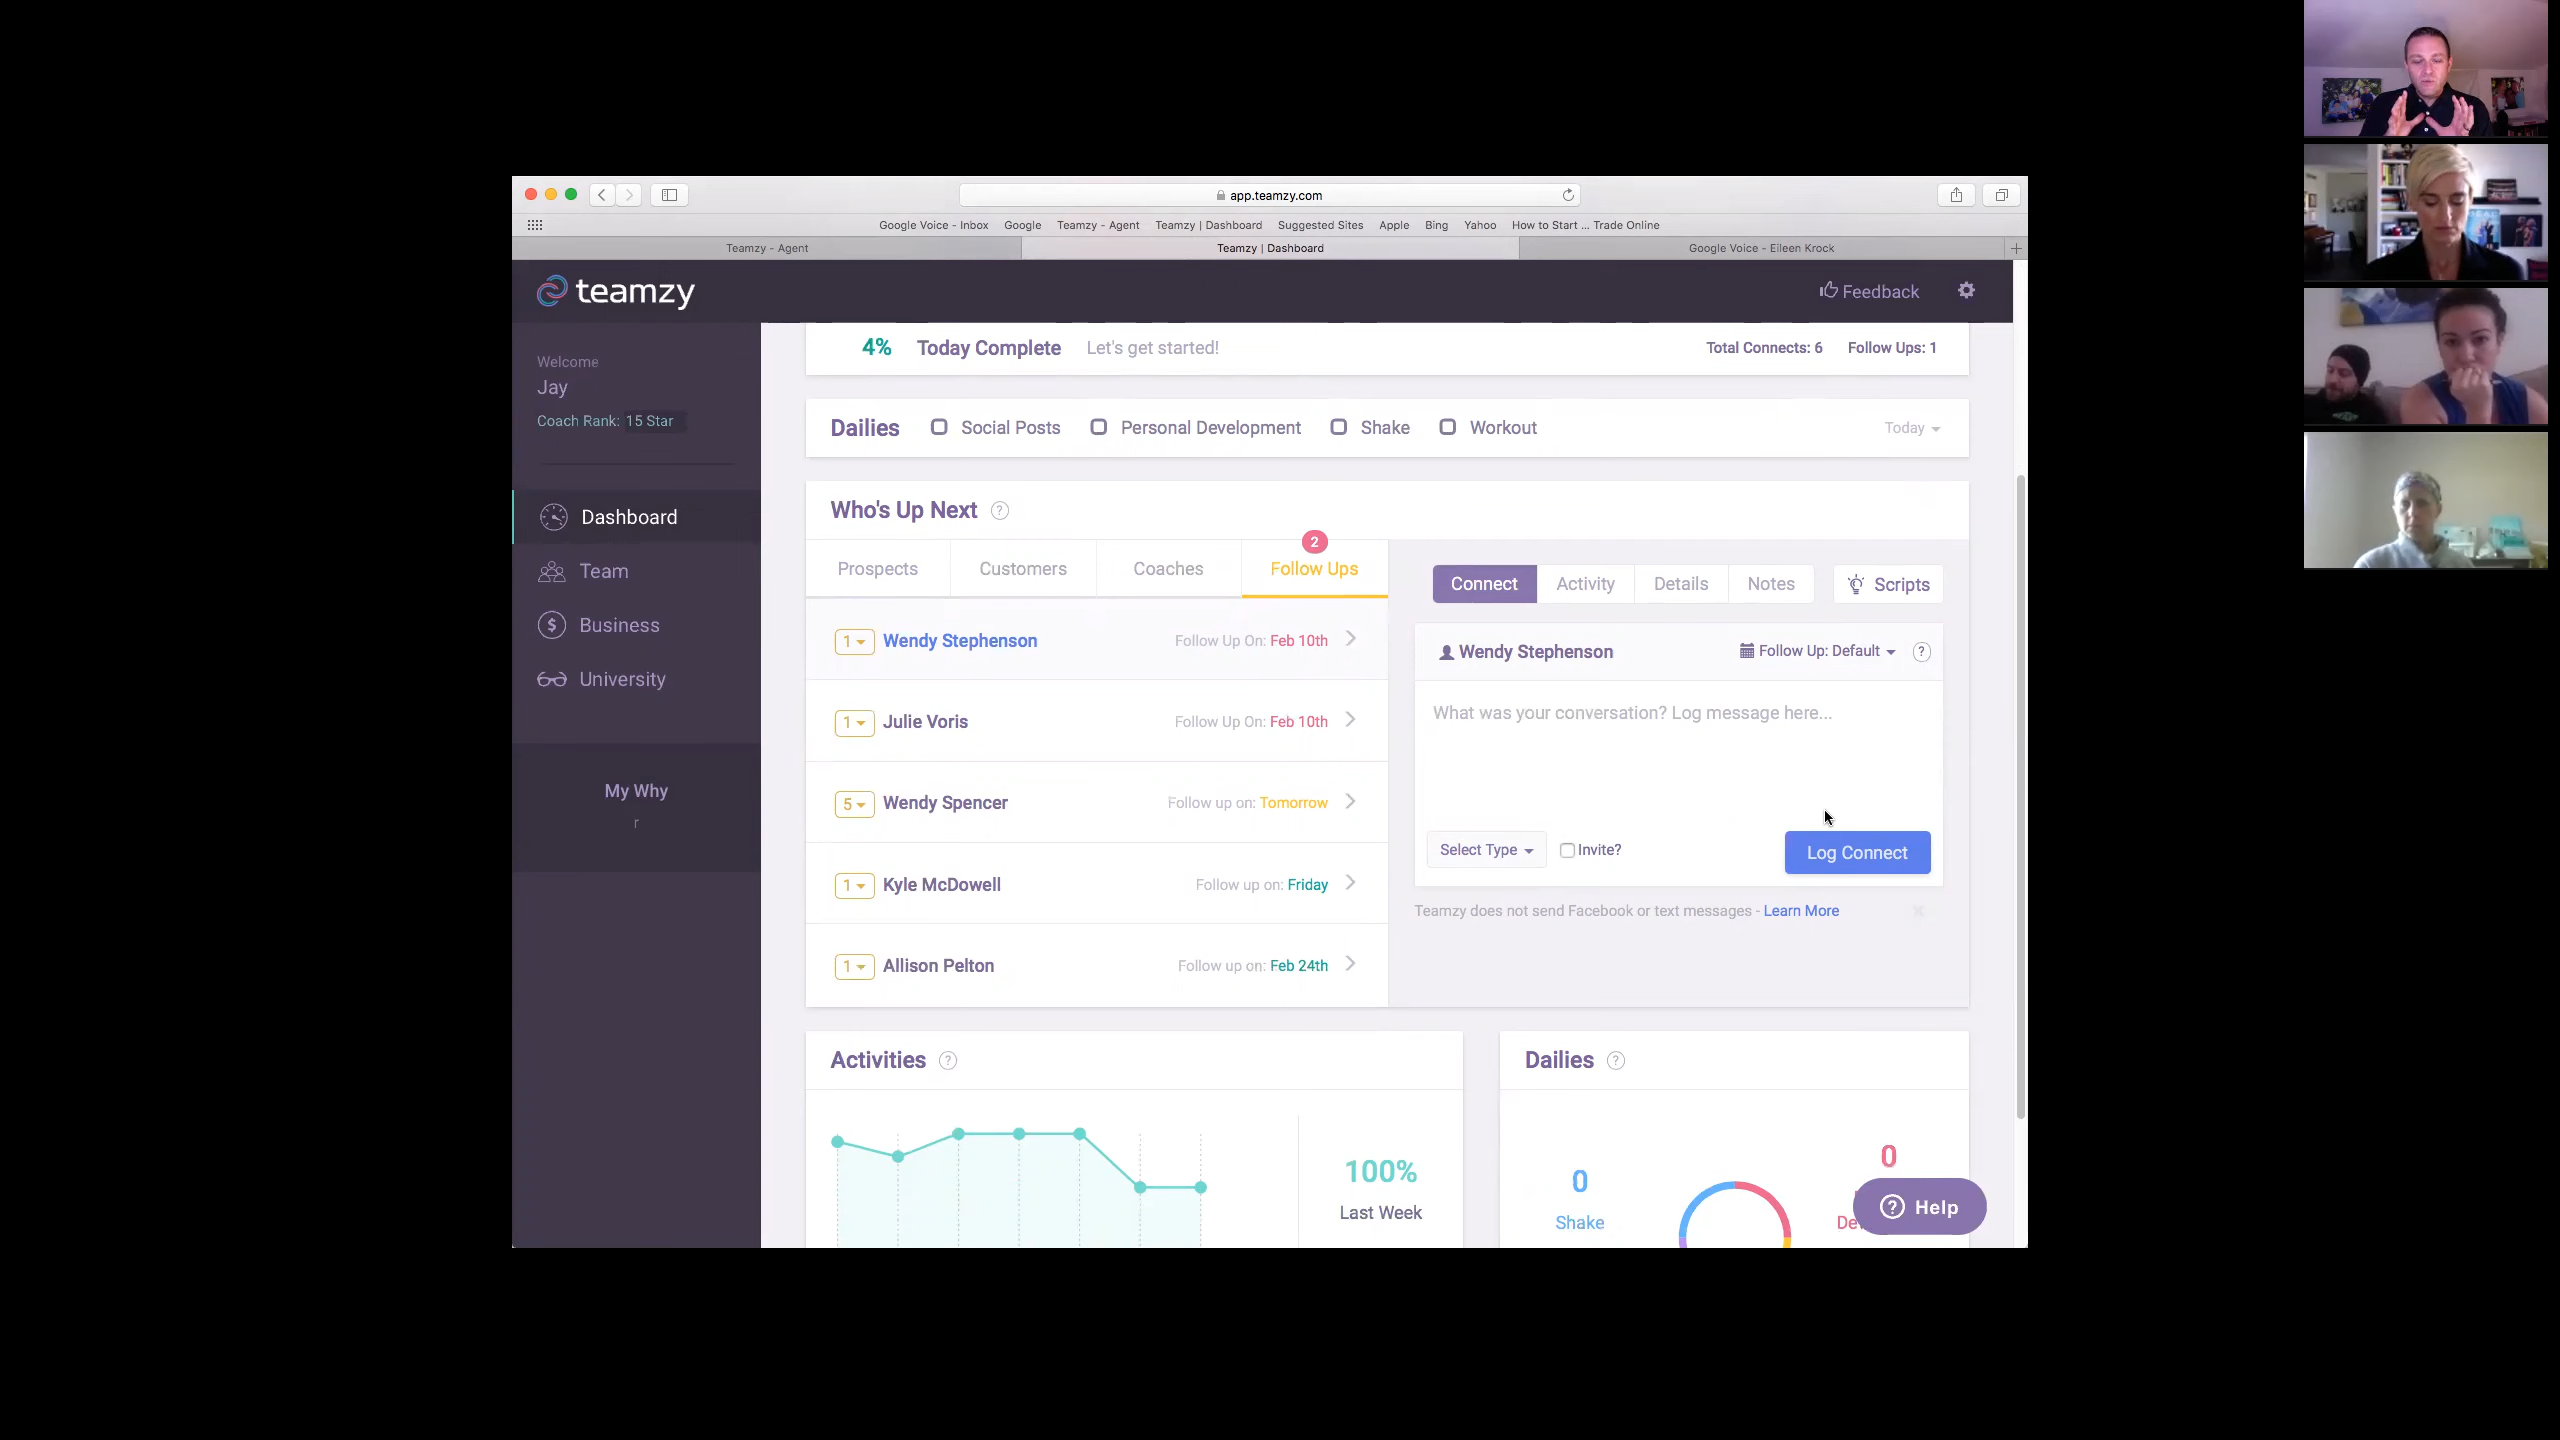 app.teamzy.com
Google Voice - Inbox Google Teamzy - Agent Teamzy | Dashboard Suggested Sites Apple Bing Yahoo How to Start ... Trade Online
Teamzy - Agent Teamzy | Dashboard Google Voice - Eileen Krock
teamzy Feedback
Welcome
Jay
Coach Rank: 15 Star
Dashboard
Team
Business
University
My Why
r
4% Today Complete Let's get started! Total Connects: 6 Follow Ups: 1
Dailies Social Posts Personal Development Shake Workout Today
Who's Up Next ?
2
Prospects Customers Coaches Follow Ups
1 Wendy Stephenson Follow Up On: Feb 10th
1 Julie Voris Follow Up On: Feb 10th
5 Wendy Spencer Follow up on: Tomorrow
1 Kyle McDowell Follow up on: Friday
1 Allison Pelton Follow up on: Feb 24th
Connect Activity Details Notes Scripts
Wendy Stephenson Follow Up: Default ?
What was your conversation? Log message here...
Select Type Invite? Log Connect
Teamzy does not send Facebook or text messages - Learn More
Activities ?
100%
Last Week
Dailies ?
0
Shake
0
De
? Help